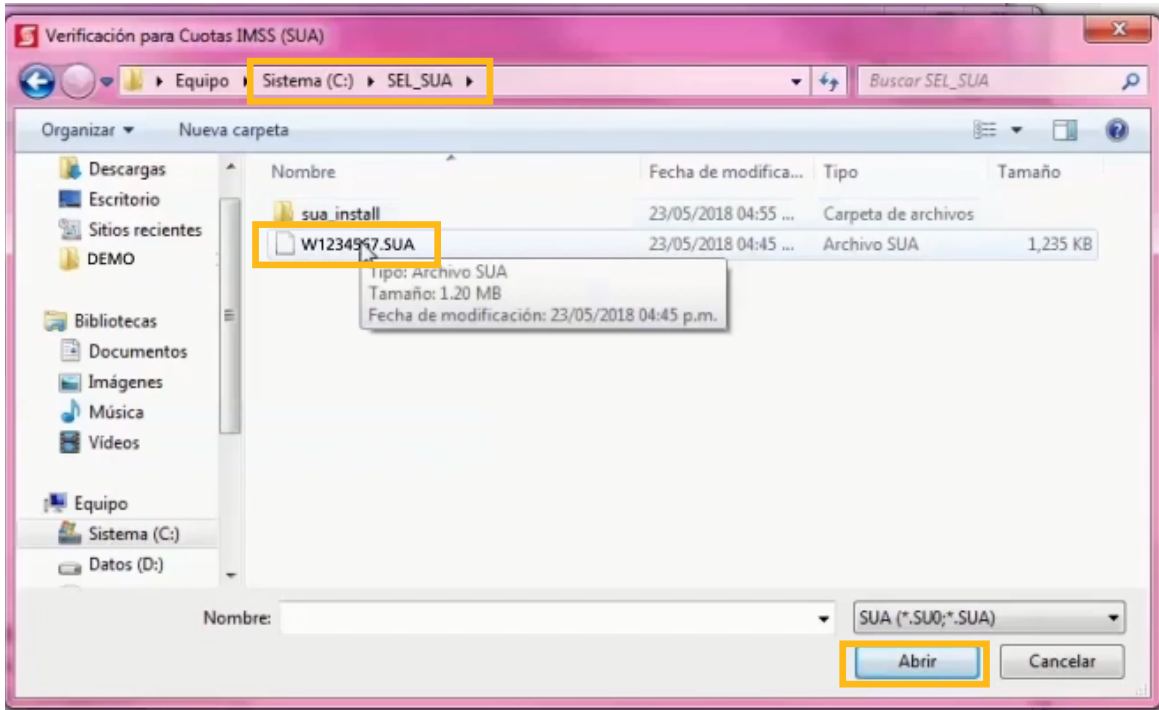 Verificación para Cuotas IMSS (SUA)
Equipo Sistema (C:) SEL_SUA
Buscar SEL_SUA
Organizar Nueva carpeta
Descargas
Escritorio
Sitios recientes
DEMO
Bibliotecas
Documentos
Imágenes
Música
Vídeos
Equipo
Sistema (C:)
Datos (D:)
Nombre Fecha de modifica... Tipo Tamaño
sua_install 23/05/2018 04:55 ... Carpeta de archivos
W1234567.SUA 23/05/2018 04:45 ... Archivo SUA 1,235 KB
Tipo: Archivo SUA
Tamaño: 1.20 MB
Fecha de modificación: 23/05/2018 04:45 p.m.
Nombre: SUA (*.SU0;*.SUA)
Abrir Cancelar